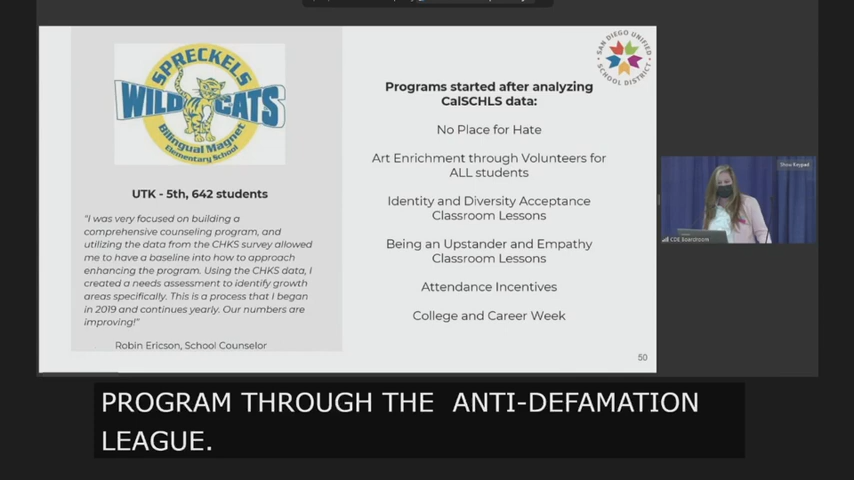 SPRECKELS
WILD CATS
Bilingual Magnet
Elementary School
UTK - 5th, 642 students
"I was very focused on building a
comprehensive counseling program, and
utilizing the data from the CHKS survey allowed
me to have a baseline into how to approach
enhancing the program. Using the CHKS data, I
created a needs assessment to identify growth
areas specifically. This is a process that I began
in 2019 and continues yearly. Our numbers are
improving!"
Robin Ericson, School Counselor
SAN DIEGO UNIFIED
SCHOOL DISTRICT
Programs started after analyzing
CalSCHLS data:
No Place for Hate
Art Enrichment through Volunteers for
ALL students
Identity and Diversity Acceptance
Classroom Lessons
Being an Upstander and Empathy
Classroom Lessons
Attendance Incentives
College and Career Week
50
Show Keypad
CDE Boardroom
PROGRAM THROUGH THE ANTI-DEFAMATION
LEAGUE.